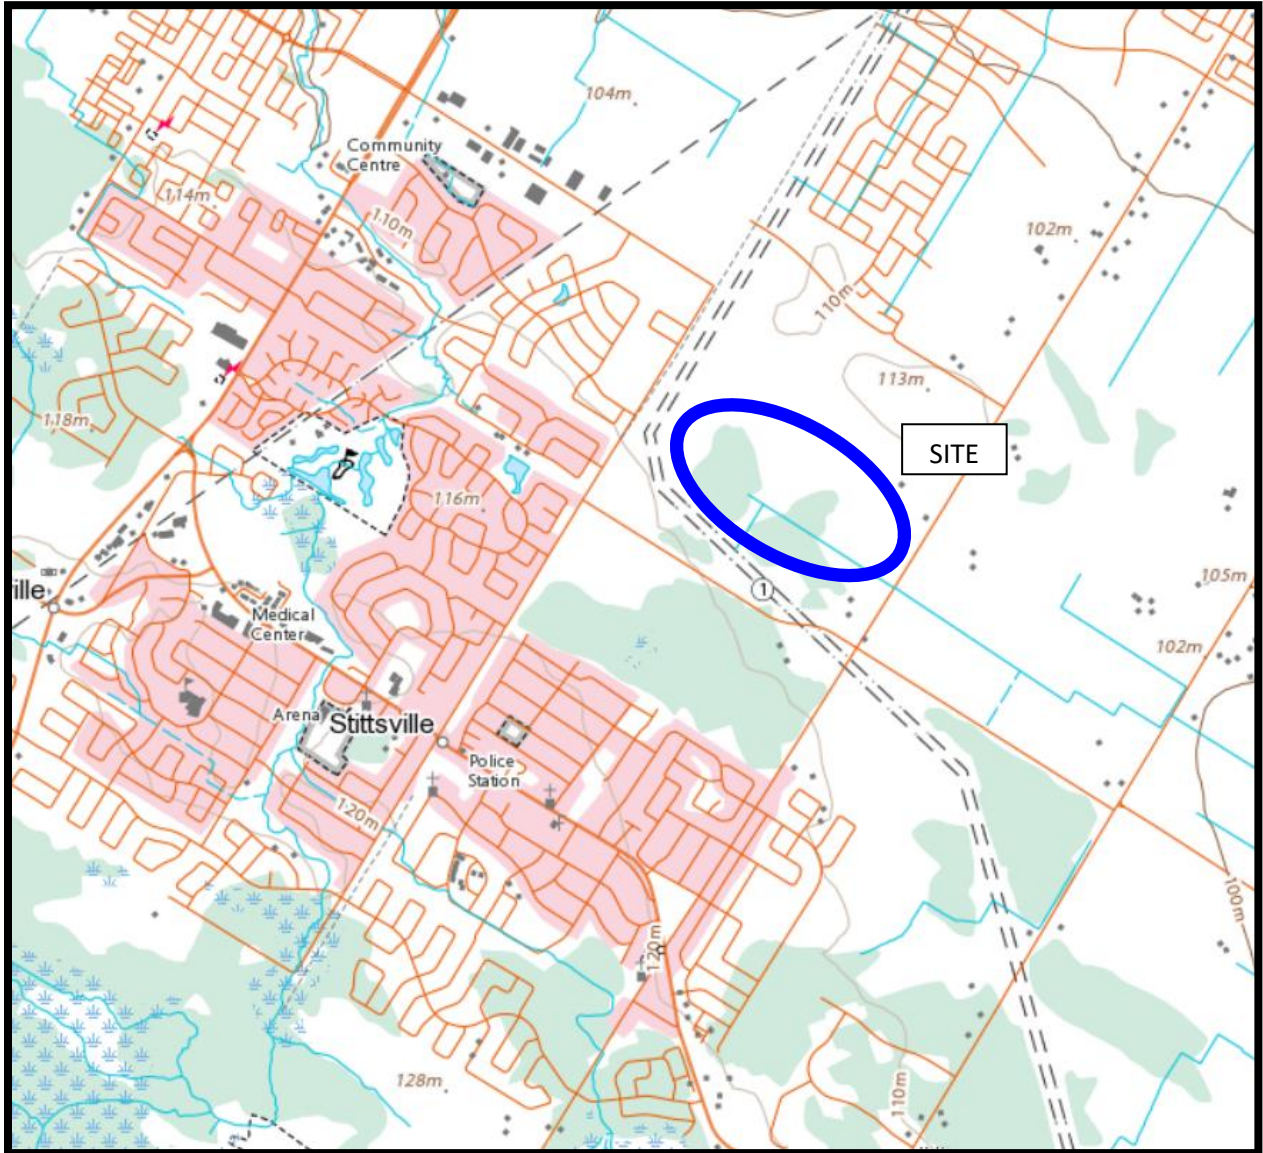 104m
Community
Centre
114m
110m
102m
110m
113m
118m
SITE
116m
105m
ille
1
Medical
Center
102m
Arena
Stittsville
Police
Station
120m
100m
120m
128m
110m